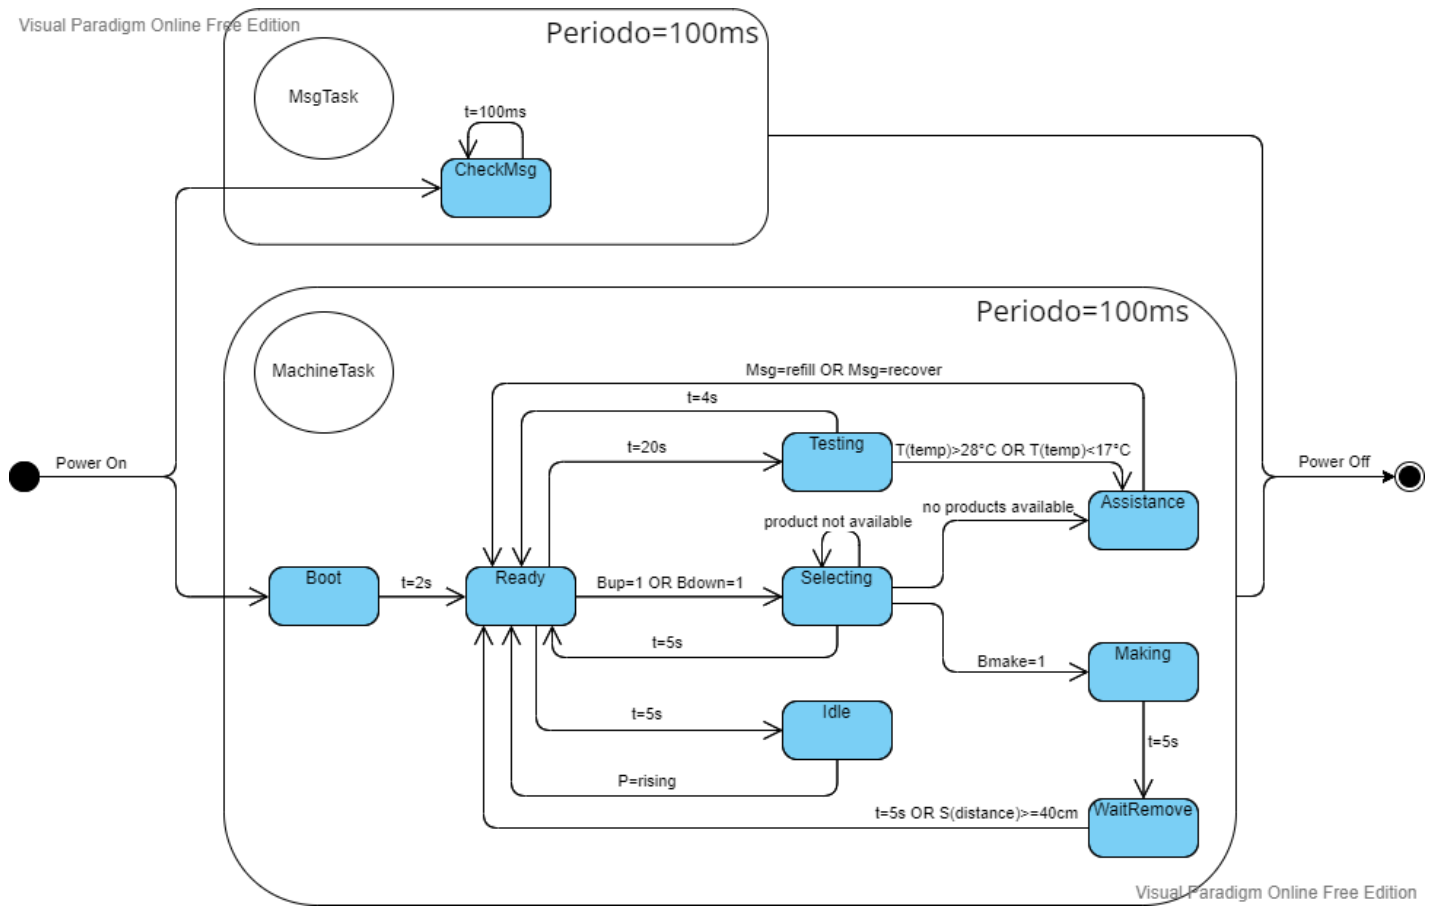 Visual Paradigm Online Free Edition
Periodo=100ms
MsgTask
t=100ms
CheckMsg
Periodo=100ms
MachineTask
Msg=refill OR Msg=recover
t=4s
t=20s
Testing
T(temp)>28°C OR T(temp)<17°C
Power On
Power Off
Assistance
no products available
product not available
Boot
t=2s
Ready
Bup=1 OR Bdown=1
Selecting
t=5s
Bmake=1
Making
t=5s
Idle
t=5s
P=rising
t=5s OR S(distance)>=40cm
WaitRemove
Visual Paradigm Online Free Edition